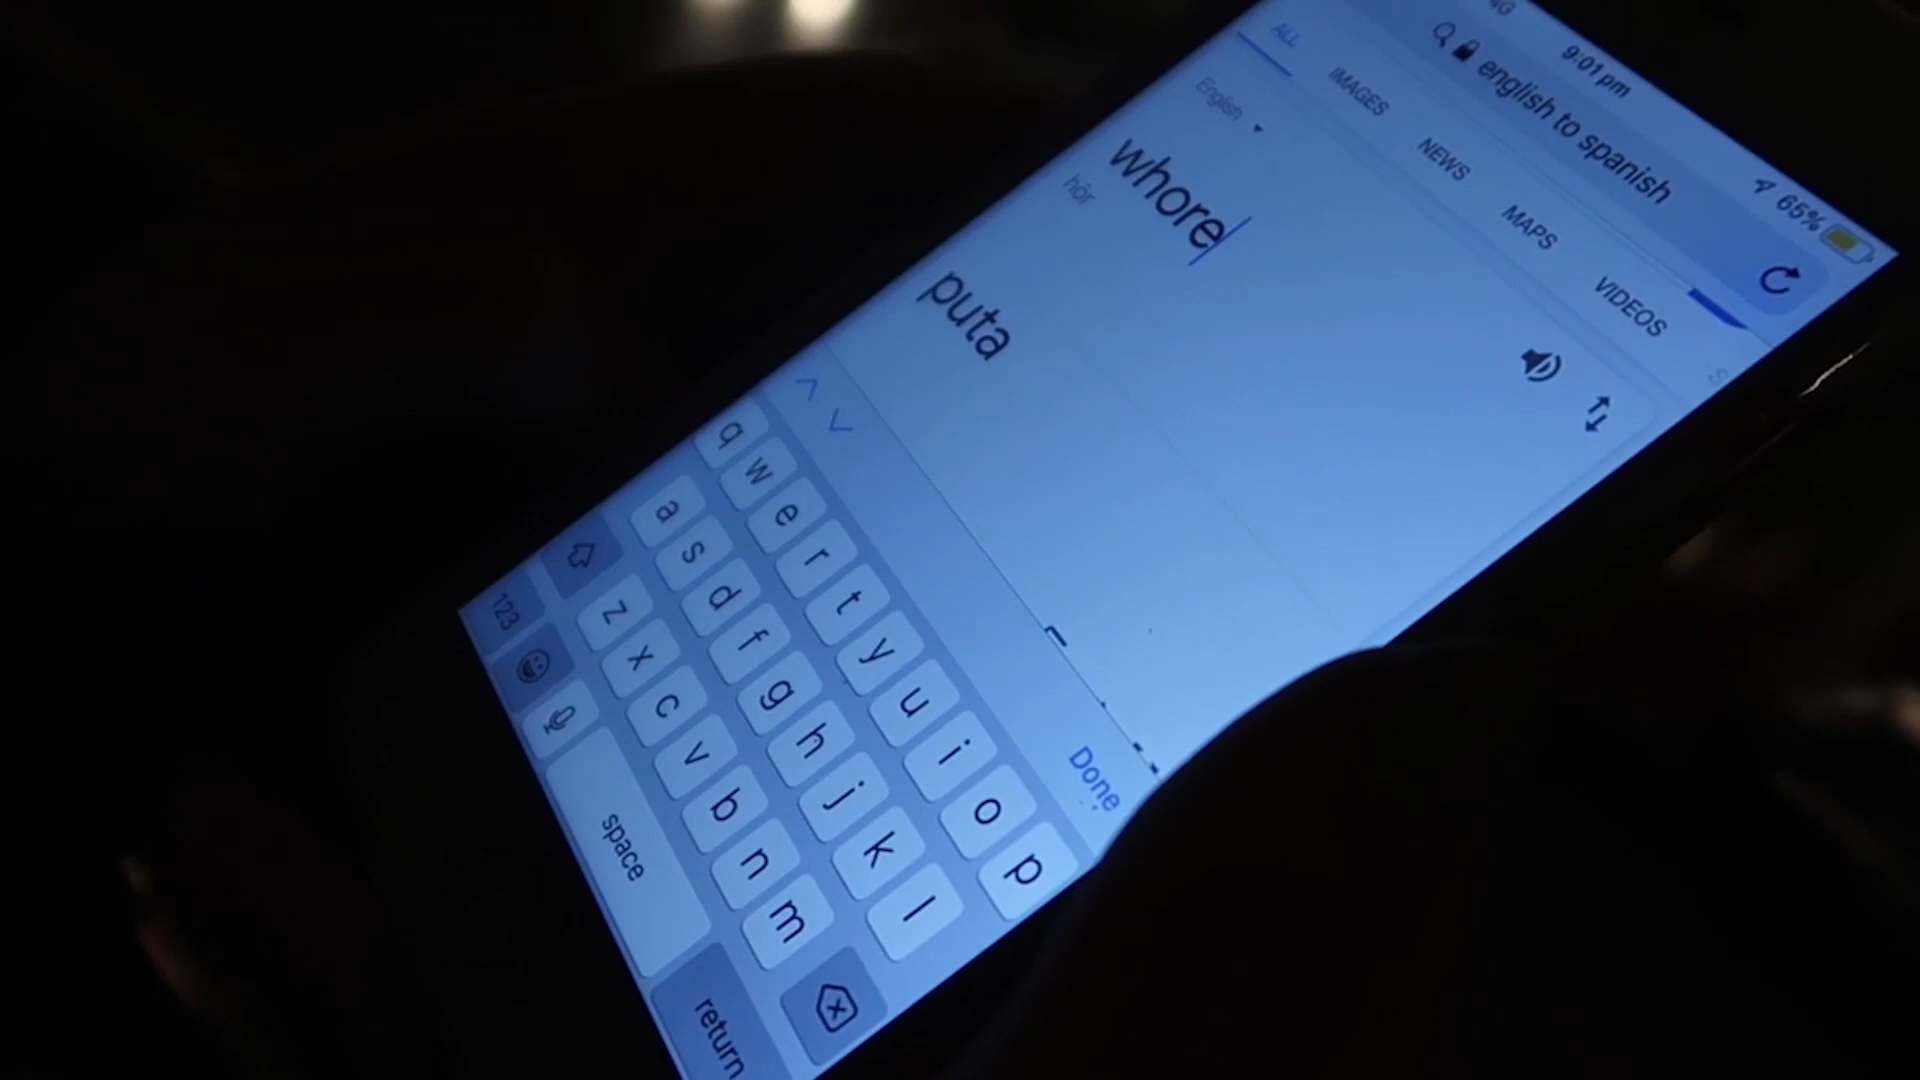 4G 9:01 pm 65%
english to spanish
ALL IMAGES NEWS MAPS VIDEOS
English
whore
hôr
puta
Done
q w e r t y u i o p
a s d f g h j k l
z x c v b n m
123 space return